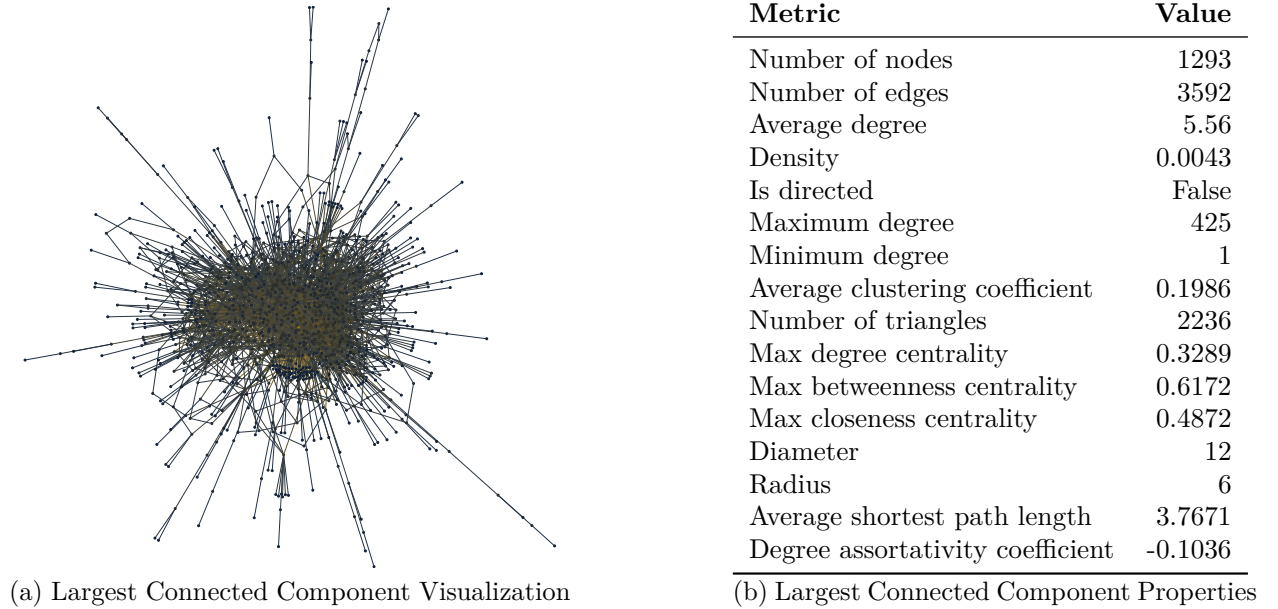 Metric Value
Number of nodes 1293
Number of edges 3592
Average degree 5.56
Density 0.0043
Is directed False
Maximum degree 425
Minimum degree 1
Average clustering coefficient 0.1986
Number of triangles 2236
Max degree centrality 0.3289
Max betweenness centrality 0.6172
Max closeness centrality 0.4872
Diameter 12
Radius 6
Average shortest path length 3.7671
Degree assortativity coefficient -0.1036
(a) Largest Connected Component Visualization
(b) Largest Connected Component Properties